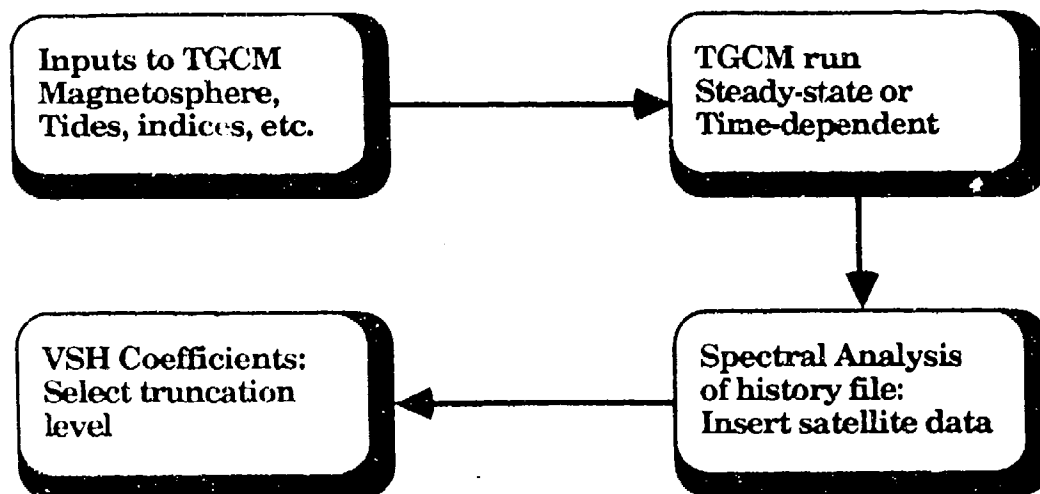 Inputs to TGCM
Magnetosphere,
Tides, indices, etc.
TGCM run
Steady-state or
Time-dependent
Spectral Analysis
of history file:
Insert satellite data
VSH Coefficients:
Select truncation
level